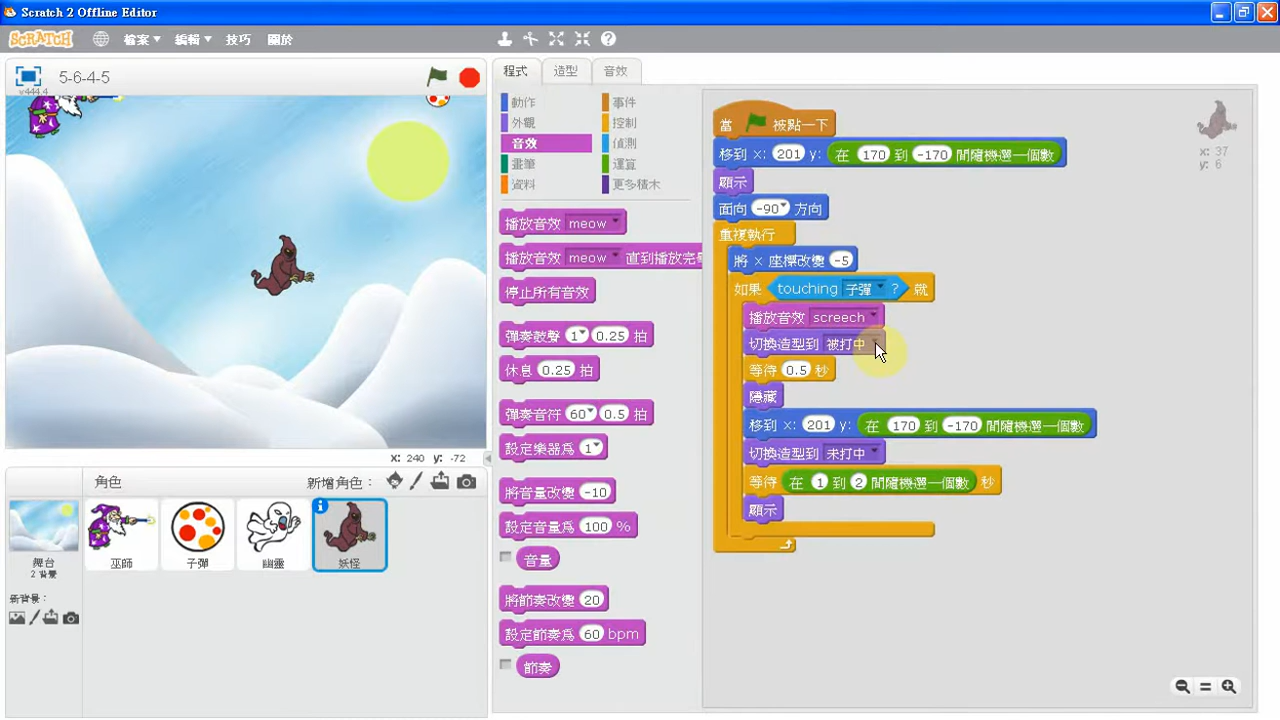 Scratch 2 Offline Editor
SCRATCH 檔案 編輯 技巧 關於
5-6-4-5
v444.4
x: 240 y: -72
角色 新增角色：
舞台
2 背景
新背景：
巫師 子彈 幽靈 妖怪
程式 造型 音效
動作 事件
外觀 控制
音效 偵測
畫筆 運算
資料 更多積木
播放音效 meow
播放音效 meow 直到播放完畢
停止所有音效
彈奏鼓聲 1 0.25 拍
休息 0.25 拍
彈奏音符 60 0.5 拍
設定樂器為 1
將音量改變 -10
設定音量為 100 %
音量
將節奏改變 20
設定節奏為 60 bpm
節奏
當 被點一下
移到 x: 201 y: 在 170 到 -170 間隨機選一個數
顯示
面向 -90 方向
重複執行
將 x 座標改變 -5
如果 touching 子彈 ? 就
播放音效 screech
切換造型到 被打中
等待 0.5 秒
隱藏
移到 x: 201 y: 在 170 到 -170 間隨機選一個數
切換造型到 未打中
等待 在 1 到 2 間隨機選一個數 秒
顯示
x: 37
y: 6